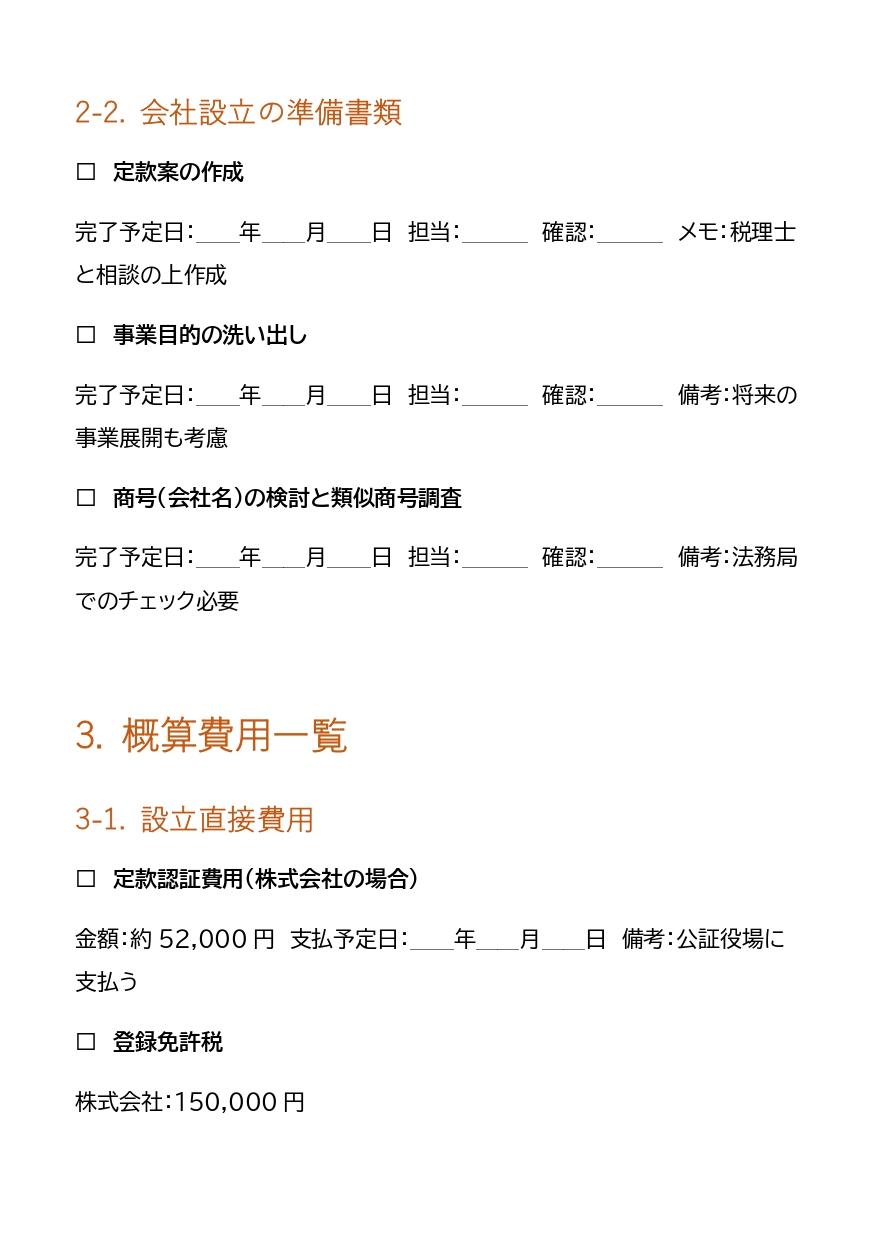 2-2. 会社設立の準備書類
☐ 定款案の作成
完了予定日：____年____月____日 担当：______ 確認：______ メモ：税理士
と相談の上作成
☐ 事業目的の洗い出し
完了予定日：____年____月____日 担当：______ 確認：______ 備考：将来の
事業展開も考慮
☐ 商号（会社名）の検討と類似商号調査
完了予定日：____年____月____日 担当：______ 確認：______ 備考：法務局
でのチェック必要
3. 概算費用一覧
3-1. 設立直接費用
☐ 定款認証費用（株式会社の場合）
金額：約 52,000 円 支払予定日：____年____月____日 備考：公証役場に
支払う
☐ 登録免許税
株式会社：150,000 円